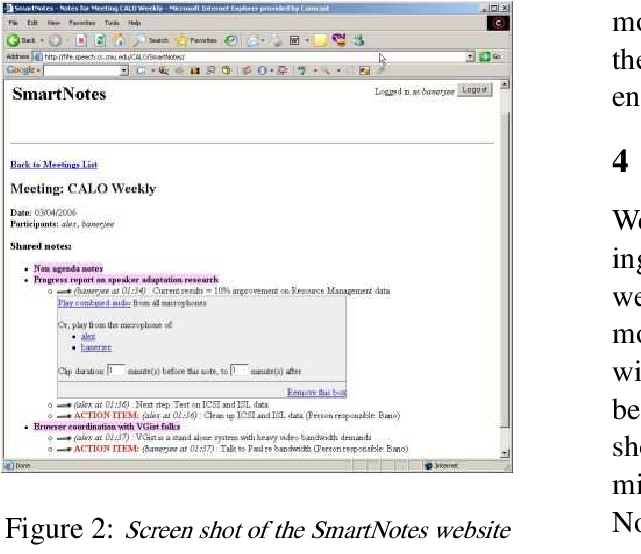 SmartNotes - Notes for Meeting CALO Weekly - Microsoft Internet Explorer provided by Comcast
File Edit View Favorites Tools Help
Back Search Favorites
Address http://fife.speech.cs.cmu.edu/CALO/SmartNotes/ Go
Google
SmartNotes
Logged in as banerjee Logout
Back to Meetings List
Meeting: CALO Weekly
Date: 03/04/2006
Participants: alex, banerjee
Shared notes:
Non agenda notes
Progress report on speaker adaptation research
(banerjee at 01:34) : Current results = 10% improvement on Resource Management data
Play combined audio from all microphones
Or, play from the microphone of
alex
banerjee
Clip duration: 1 minute(s) before this note, to 1 minute(s) after
Remove this box
(alex at 01:36) : Next step: Test on ICSI and ISL data
ACTION ITEM: (alex at 01:36) : Clean up ICSI and ISL data (Person responsible: Bano)
Browser coordination with VGist folks
(alex at 01:37) : VGist is a stand alone system with heavy video bandwidth demands
ACTION ITEM: (banerjee at 01:37) : Talk to Paul re bandwidth (Person responsible: Bano)
Done Internet
Figure 2: Screen shot of the SmartNotes website
mo
the
en
4
We
ing
we
mo
wi
be
sho
mi
No